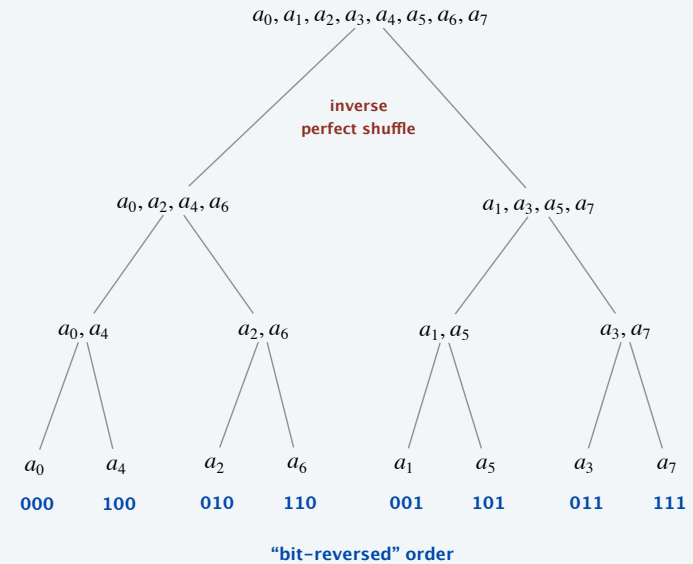 a₀, a₁, a₂, a₃, a₄, a₅, a₆, a₇
inverse
perfect shuffle
a₀, a₂, a₄, a₆ a₁, a₃, a₅, a₇
a₀, a₄ a₂, a₆ a₁, a₅ a₃, a₇
a₀ a₄ a₂ a₆ a₁ a₅ a₃ a₇
000 100 010 110 001 101 011 111
“bit-reversed” order